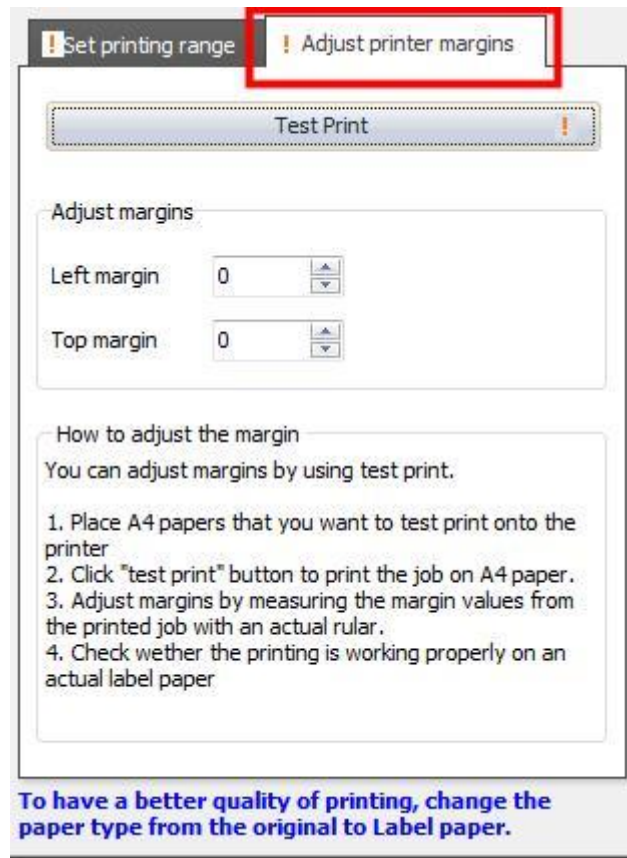 ! Set printing range
! Adjust printer margins
Test Print !
Adjust margins
Left margin 0
Top margin 0
How to adjust the margin
You can adjust margins by using test print.
1. Place A4 papers that you want to test print onto the
printer
2. Click "test print" button to print the job on A4 paper.
3. Adjust margins by measuring the margin values from
the printed job with an actual rular.
4. Check wether the printing is working properly on an
actual label paper
To have a better quality of printing, change the
paper type from the original to Label paper.